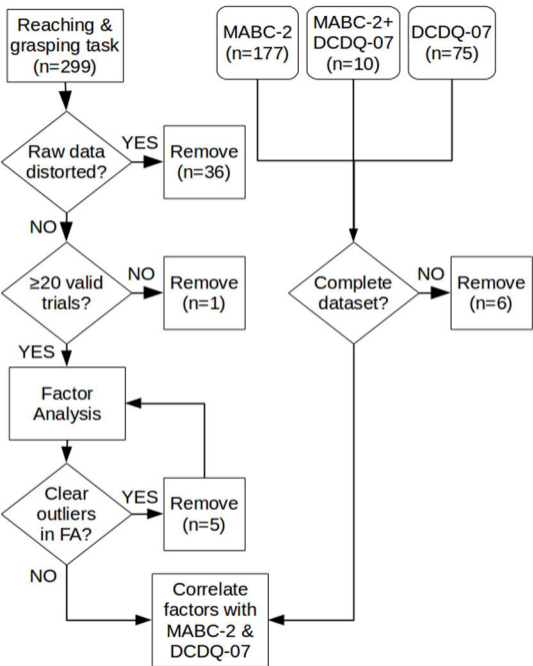 Reaching &
grasping task
(n=299)
MABC-2
(n=177)
MABC-2+
DCDQ-07
(n=10)
DCDQ-07
(n=75)
Raw data
distorted?
YES
Remove
(n=36)
NO
≥20 valid
trials?
NO
Remove
(n=1)
Complete
dataset?
NO
Remove
(n=6)
YES
Factor
Analysis
Clear
outliers
in FA?
YES
Remove
(n=5)
NO
Correlate
factors with
MABC-2 &
DCDQ-07